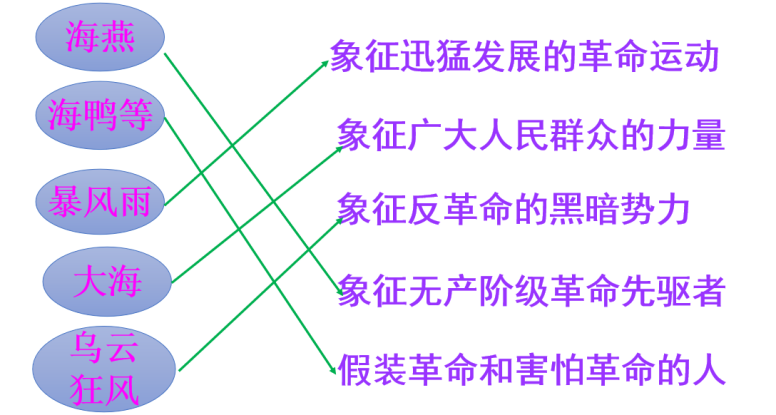 海燕
海鸭等
暴风雨
大海
乌云
狂风
象征迅猛发展的革命运动
象征广大人民群众的力量
象征反革命的黑暗势力
象征无产阶级革命先驱者
假装革命和害怕革命的人